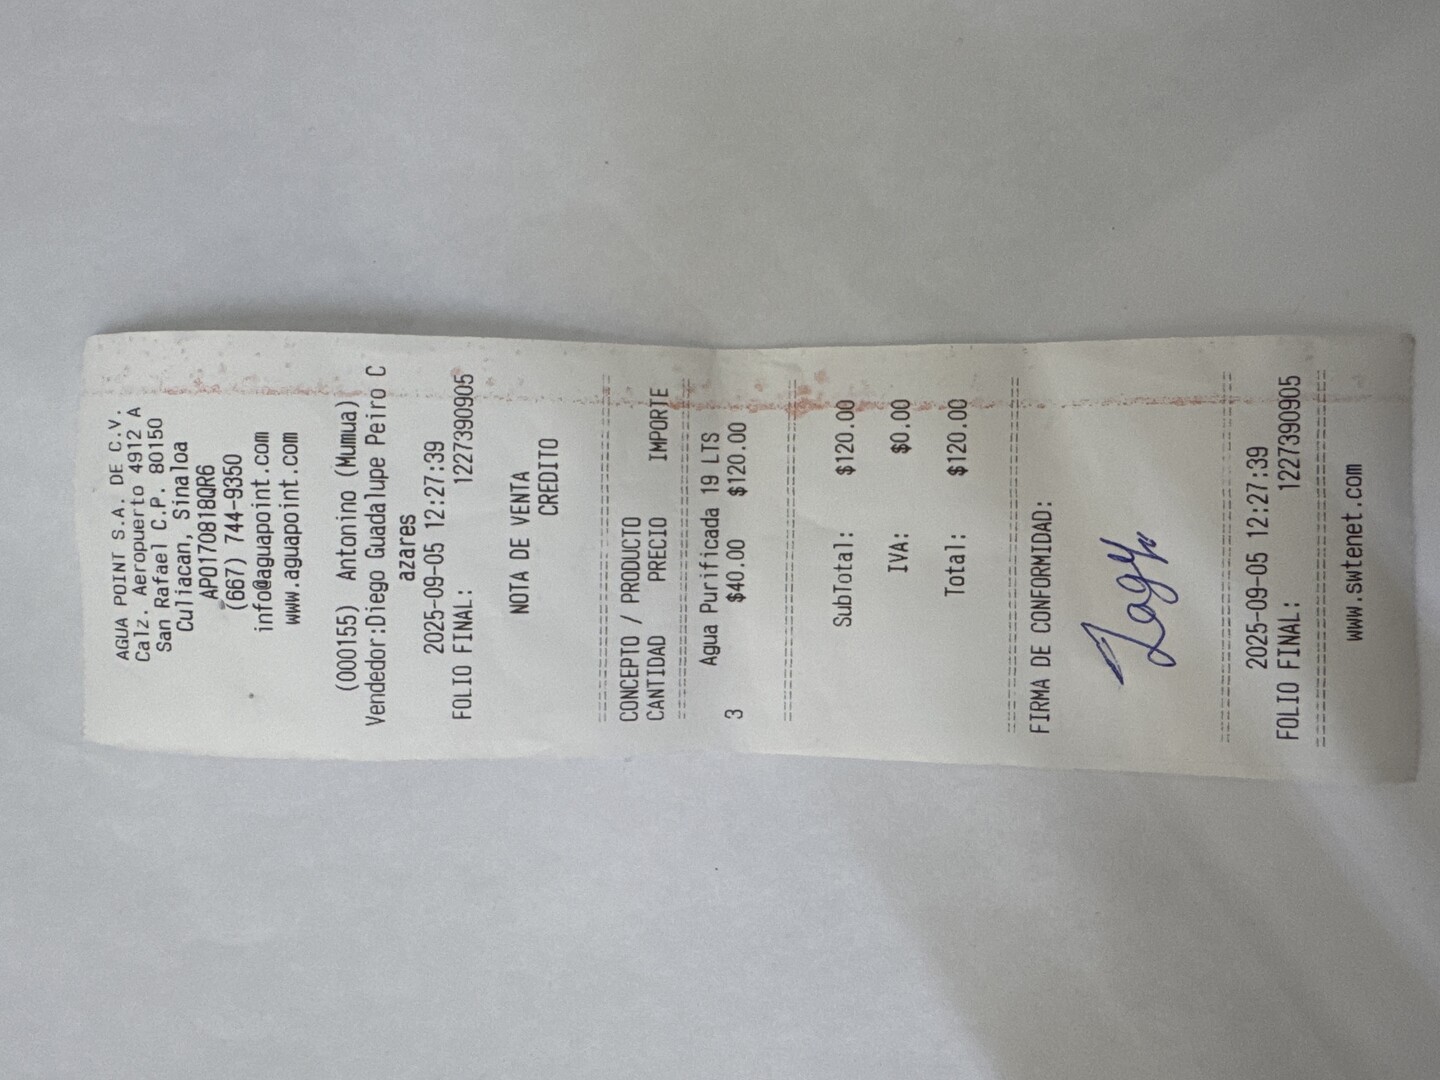 AGUA POINT S.A. DE C.V.
Calz. Aeropuerto 4912 A
San Rafael C.P. 80150
Culiacan, Sinaloa
APO170818QR6
(667) 744-9350
info@aguapoint.com
www.aguapoint.com
(000155) Antonino (Mumua)
Vendedor:Diego Guadalupe Peiro C
azares
2025-09-05 12:27:39
FOLIO FINAL: 1227390905
NOTA DE VENTA
CREDITO
CONCEPTO / PRODUCTO
CANTIDAD PRECIO IMPORTE
Agua Purificada 19 LTS
3 $40.00 $120.00
SubTotal: $120.00
IVA: $0.00
Total: $120.00
FIRMA DE CONFORMIDAD:
2025-09-05 12:27:39
FOLIO FINAL: 1227390905
www.swtenet.com